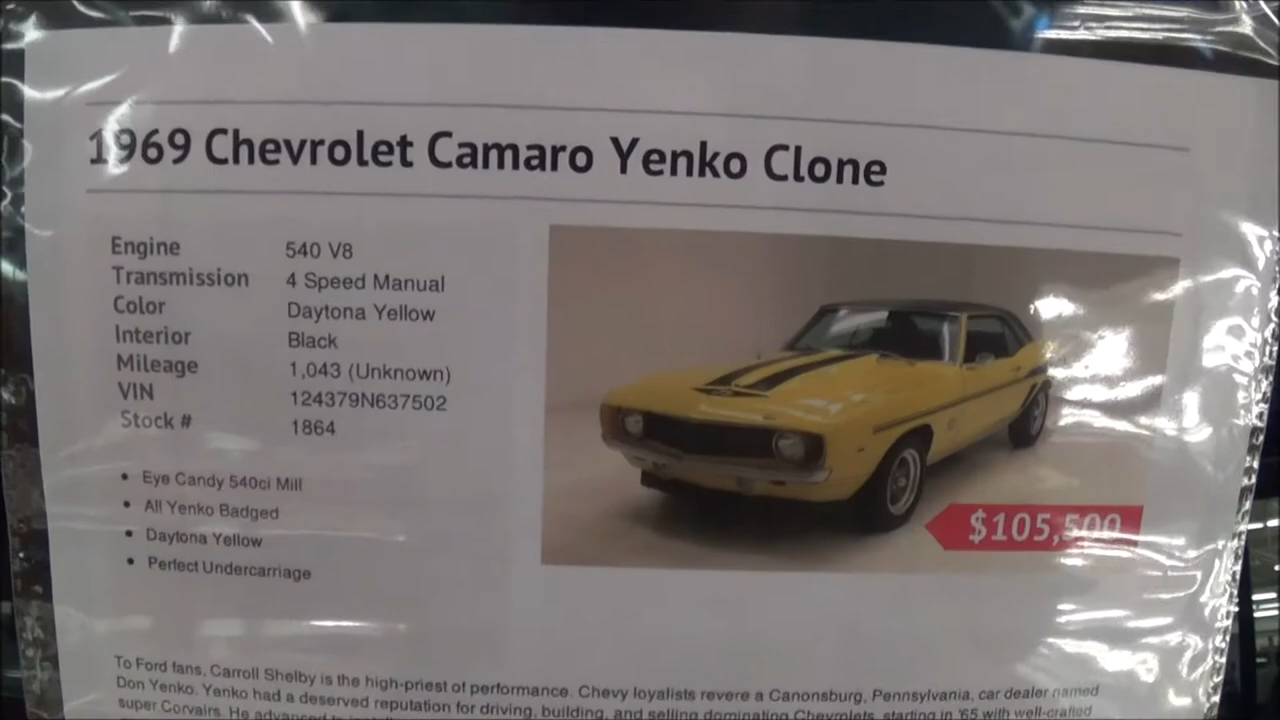 1969 Chevrolet Camaro Yenko Clone
Engine 540 V8
Transmission 4 Speed Manual
Color Daytona Yellow
Interior Black
Mileage 1,043 (Unknown)
VIN 124379N637502
Stock # 1864
• Eye Candy 540ci Mill
• All Yenko Badged
• Daytona Yellow
• Perfect Undercarriage
$105,500
To Ford fans, Carroll Shelby is the high-priest of performance. Chevy loyalists revere a Canonsburg, Pennsylvania, car dealer named
Don Yenko. Yenko had a deserved reputation for driving, building, and selling dominating Chevrolets, starting in '65 with well-crafted
super Corvairs. He advanced to